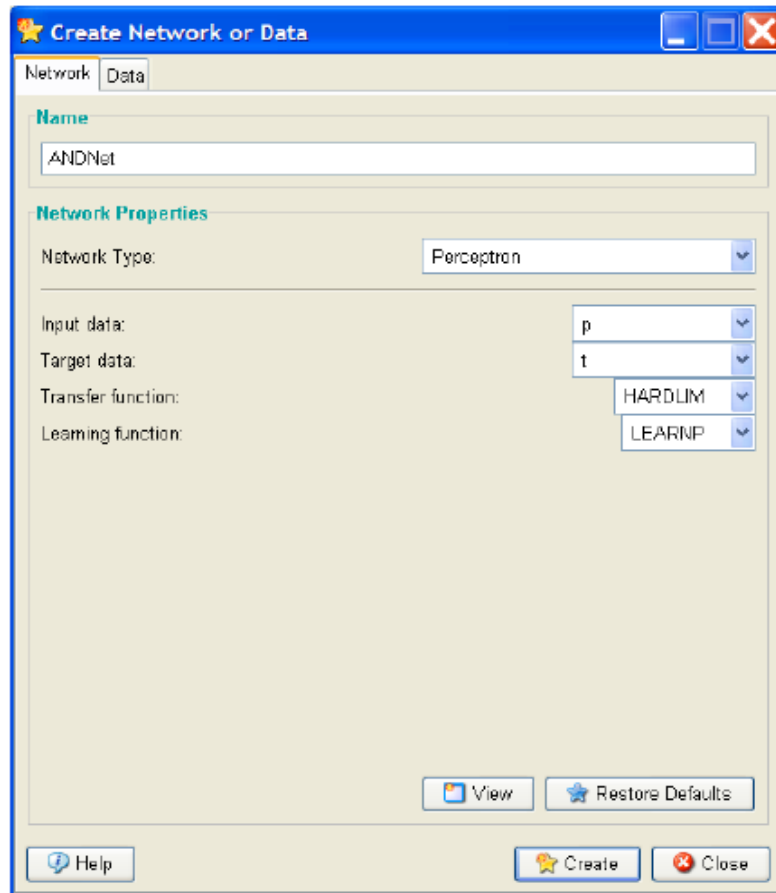 Create Network or Data
Network Data
Name
ANDNet
Network Properties
Network Type: Perceptron
Input data: p
Target data: t
Transfer function: HARDLIM
Learning function: LEARNP
View Restore Defaults
Help Create Close